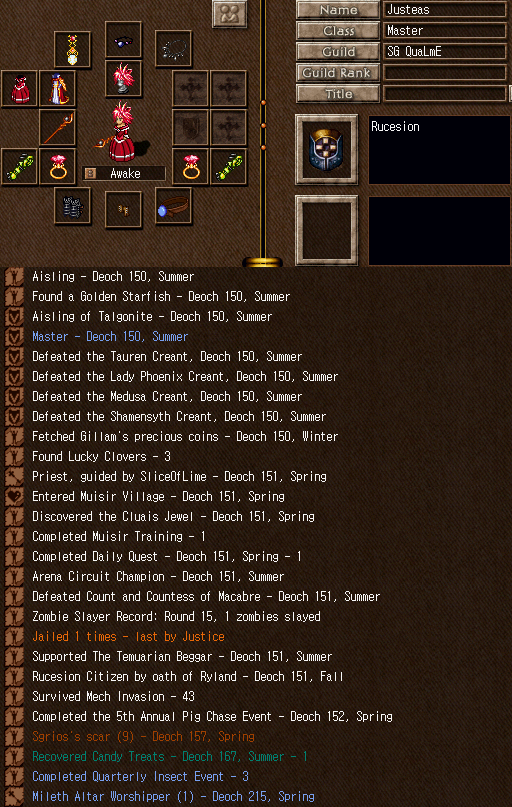 Name Justeas
Class Master
Guild SG QuaLmE
Guild Rank
Title
Rucesion
Awake
Aisling - Deoch 150, Summer
Found a Golden Starfish - Deoch 150, Summer
Aisling of Talgonite - Deoch 150, Summer
Master - Deoch 150, Summer
Defeated the Tauren Creant, Deoch 150, Summer
Defeated the Lady Phoenix Creant, Deoch 150, Summer
Defeated the Medusa Creant, Deoch 150, Summer
Defeated the Shamensyth Creant, Deoch 150, Summer
Fetched Gillam's precious coins - Deoch 150, Winter
Found Lucky Clovers - 3
Priest, guided by SliceOfLime - Deoch 151, Spring
Entered Muisir Village - Deoch 151, Spring
Discovered the Cluais Jewel - Deoch 151, Spring
Completed Muisir Training - 1
Completed Daily Quest - Deoch 151, Spring - 1
Arena Circuit Champion - Deoch 151, Summer
Defeated Count and Countess of Macabre - Deoch 151, Summer
Zombie Slayer Record: Round 15, 1 zombies slayed
Jailed 1 times - last by Justice
Supported The Temuarian Beggar - Deoch 151, Summer
Rucesion Citizen by oath of Ryland - Deoch 151, Fall
Survived Mech Invasion - 43
Completed the 5th Annual Pig Chase Event - Deoch 152, Spring
Sgrios's scar (9) - Deoch 157, Spring
Recovered Candy Treats - Deoch 167, Summer - 1
Completed Quarterly Insect Event - 3
Mileth Altar Worshipper (1) - Deoch 215, Spring